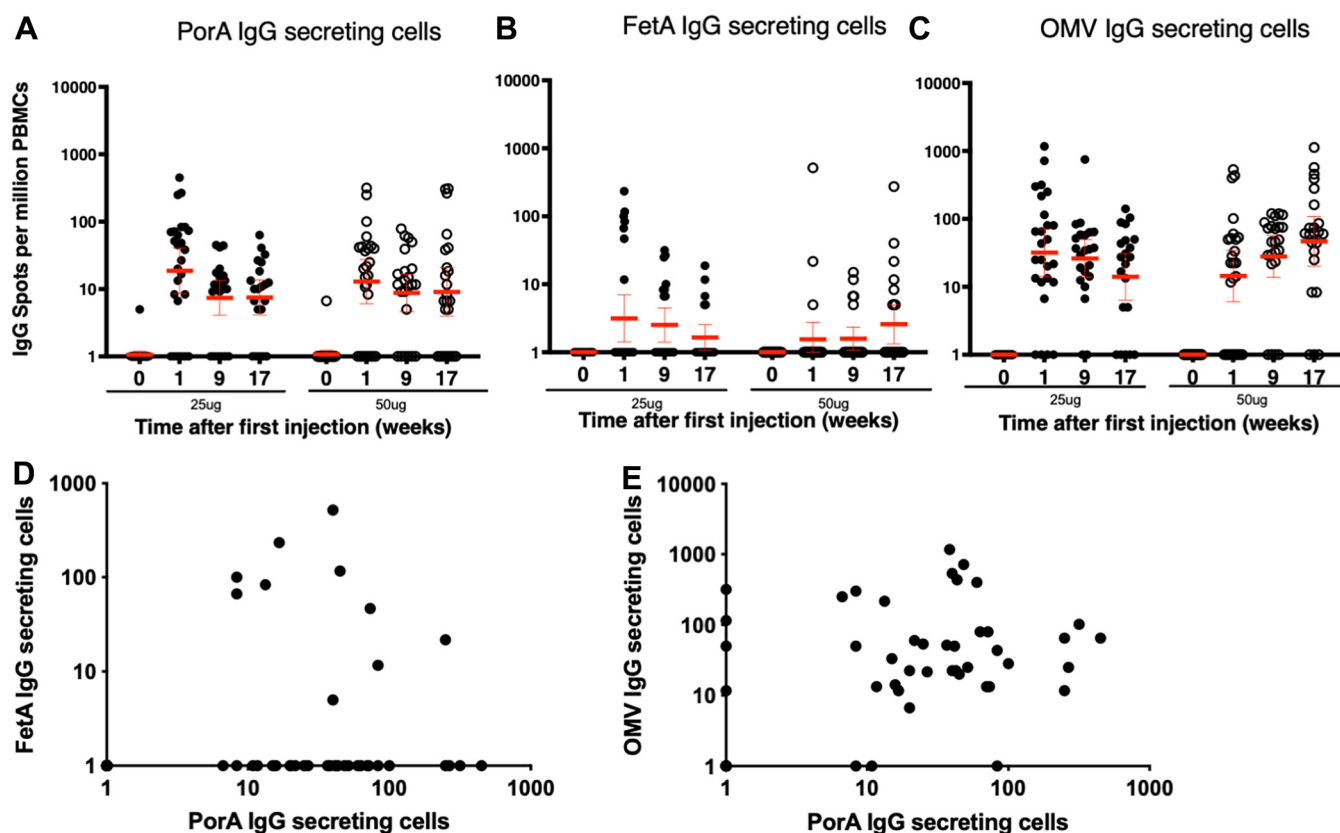 A PorA IgG secreting cells
B FetA IgG secreting cells
C OMV IgG secreting cells
IgG Spots per million PBMCs
10000
1000
100
10
1
0 1 9 17 0 1 9 17
25ug 50ug
Time after first injection (weeks)
10000
1000
100
10
1
0 1 9 17 0 1 9 17
25ug 50ug
Time after first injection (weeks)
10000
1000
100
10
1
0 1 9 17 0 1 9 17
25ug 50ug
Time after first injection (weeks)
D
FetA IgG secreting cells
1000
100
10
1
1 10 100 1000
PorA IgG secreting cells
E
OMV IgG secreting cells
10000
1000
100
10
1
1 10 100 1000
PorA IgG secreting cells